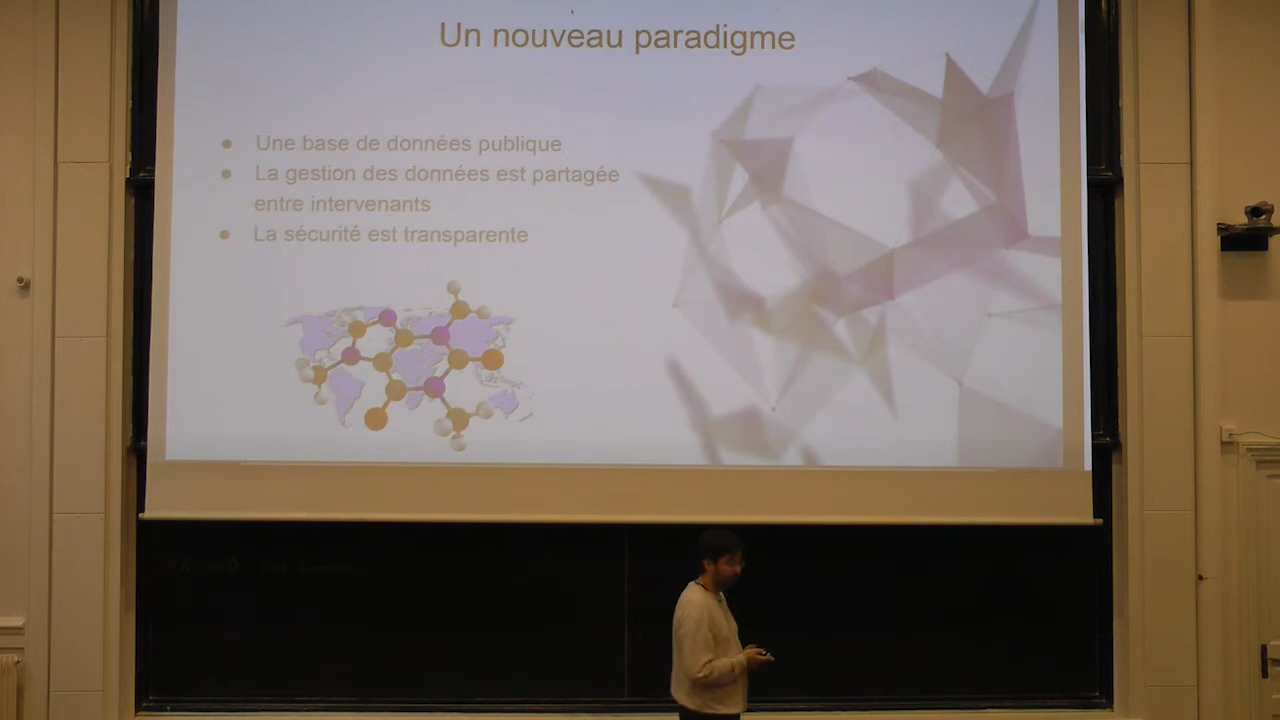 Un nouveau paradigme
● Une base de données publique
● La gestion des données est partagée
entre intervenants
● La sécurité est transparente